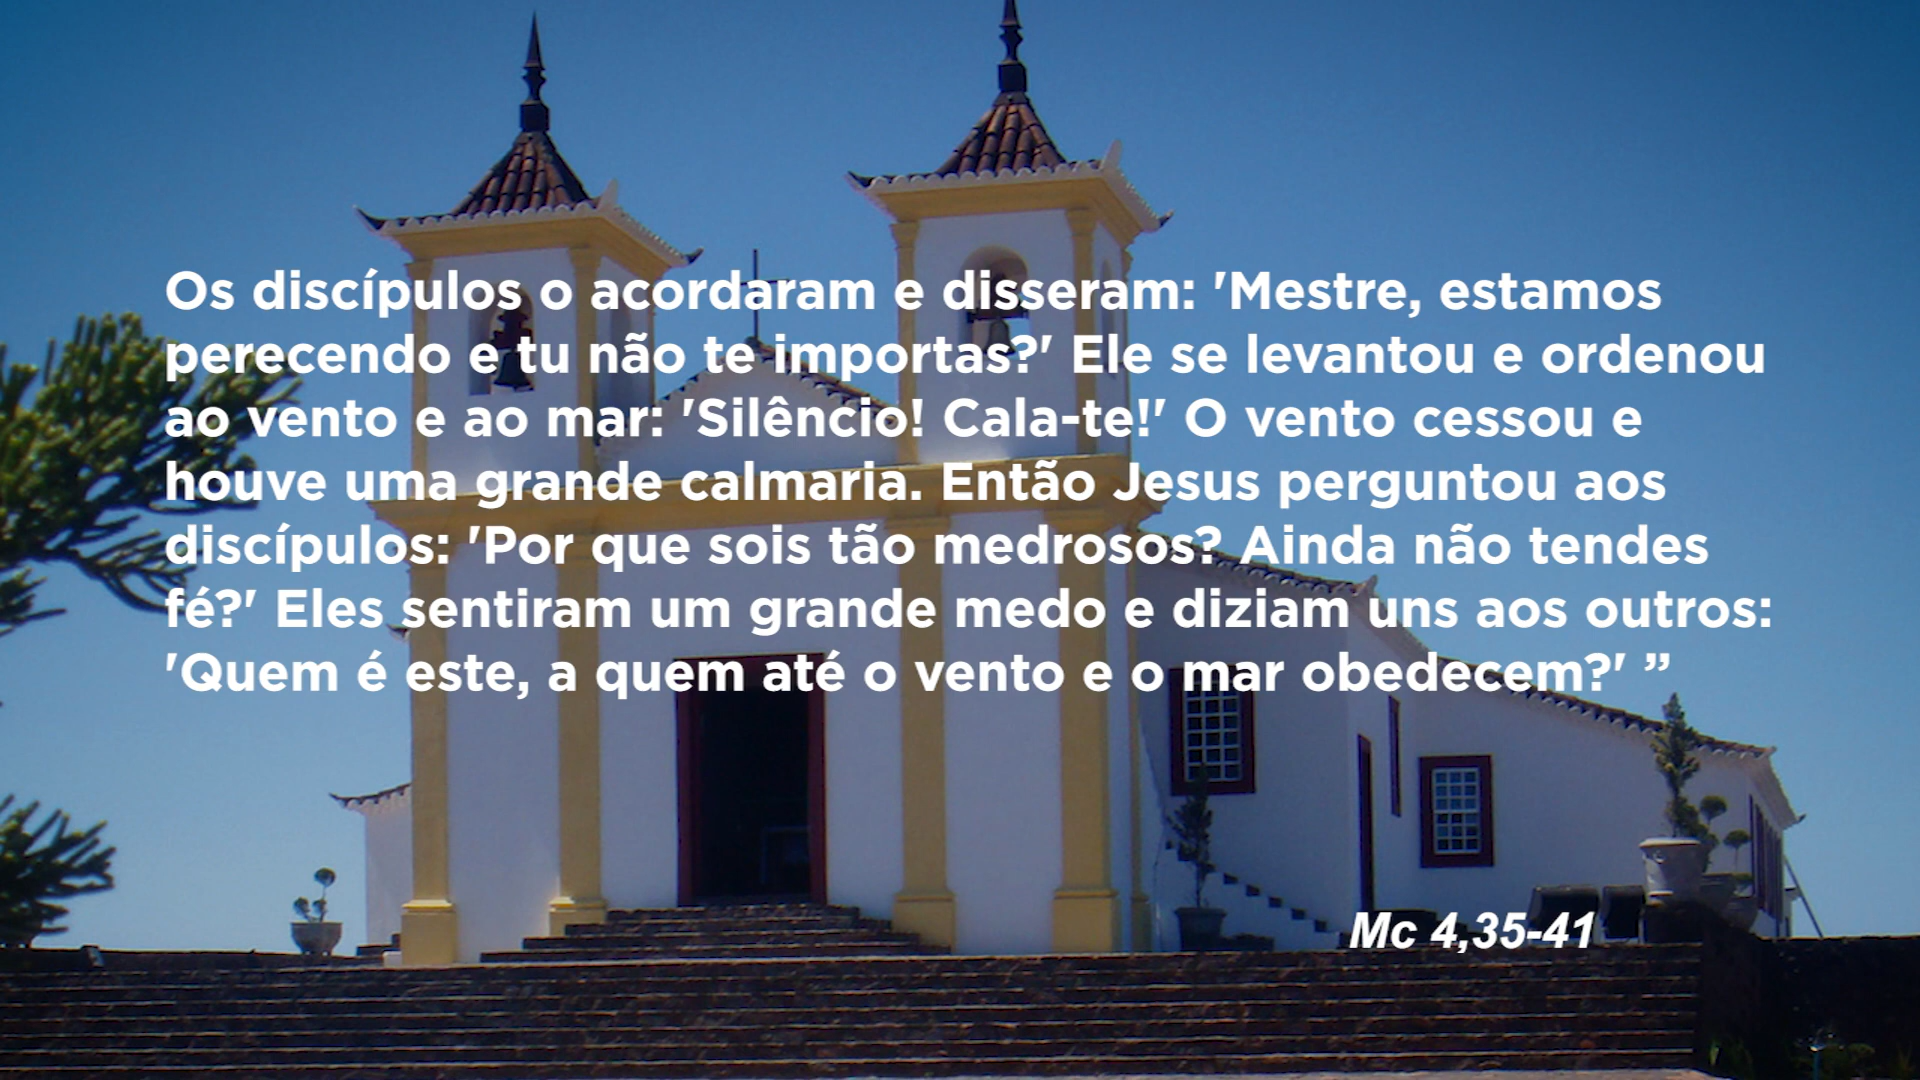 Os discípulos o acordaram e disseram: 'Mestre, estamos
perecendo e tu não te importas?' Ele se levantou e ordenou
ao vento e ao mar: 'Silêncio! Cala-te!' O vento cessou e
houve uma grande calmaria. Então Jesus perguntou aos
discípulos: 'Por que sois tão medrosos? Ainda não tendes
fé?' Eles sentiram um grande medo e diziam uns aos outros:
'Quem é este, a quem até o vento e o mar obedecem?' ”
Mc 4,35-41